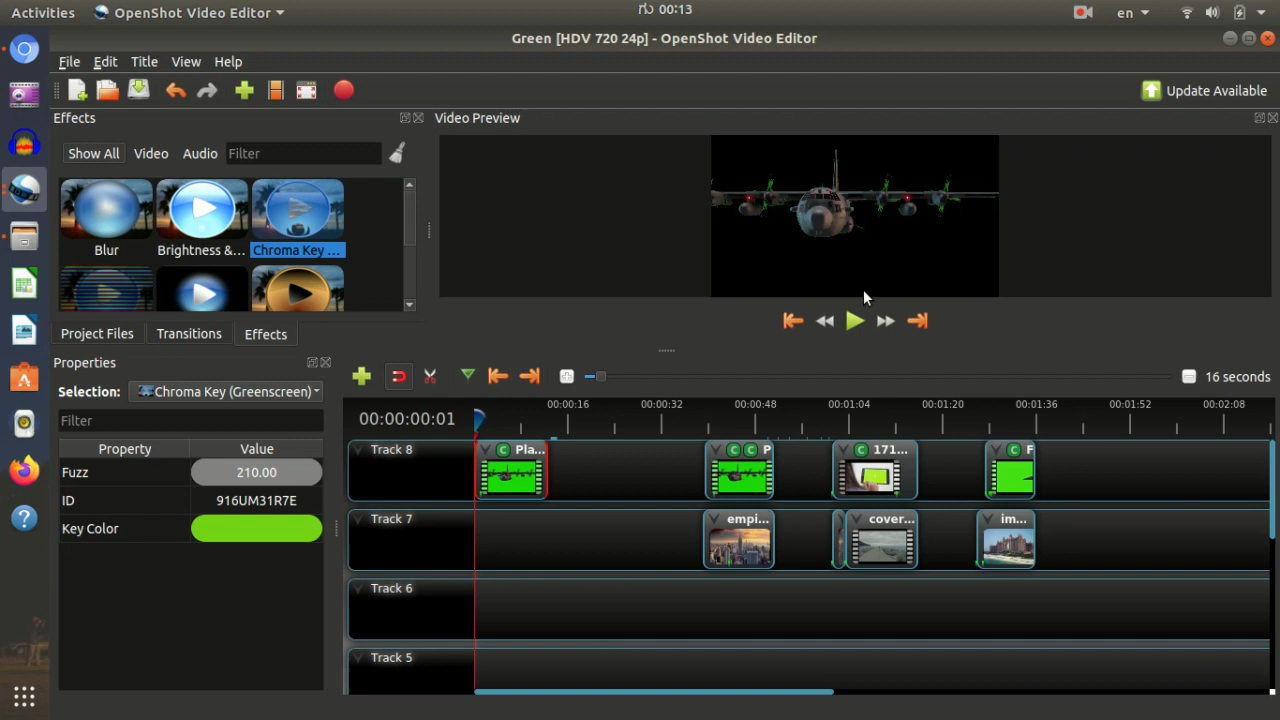 Activities OpenShot Video Editor ហំ 00:13 en
Green [HDV 720 24p] - OpenShot Video Editor
File Edit Title View Help
Update Available
Effects Video Preview
Show All Video Audio Filter
Blur Brightness &... Chroma Key ...
Project Files Transitions Effects
Properties
Selection: Chroma Key (Greenscreen) 16 seconds
Filter 00:00:00:01 00:00:16 00:00:32 00:00:48 00:01:04 00:01:20 00:01:36 00:01:52 00:02:08
Property Value
Fuzz 210.00
ID 916UM31R7E
Key Color
Track 8 C Pla... C C P C 171... C F
Track 7 empi... cover... im...
Track 6
Track 5